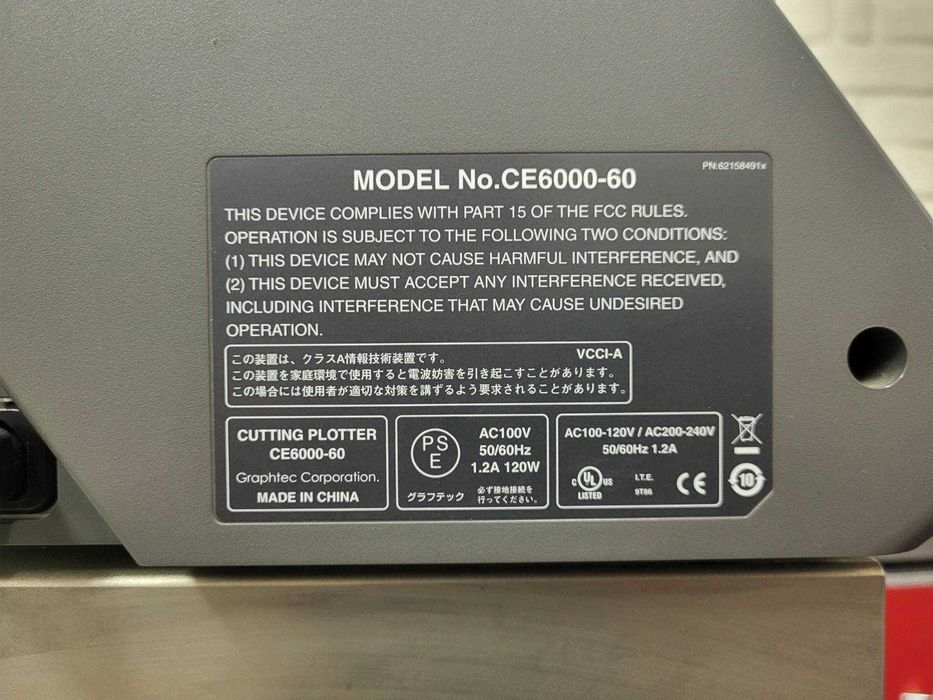 PN:62158491x
MODEL No.CE6000-60
THIS DEVICE COMPLIES WITH PART 15 OF THE FCC RULES.
OPERATION IS SUBJECT TO THE FOLLOWING TWO CONDITIONS:
(1) THIS DEVICE MAY NOT CAUSE HARMFUL INTERFERENCE, AND
(2) THIS DEVICE MUST ACCEPT ANY INTERFERENCE RECEIVED,
INCLUDING INTERFERENCE THAT MAY CAUSE UNDESIRED
OPERATION.
この装置は、クラスA情報技術装置です。 VCCI-A
この装置を家庭環境で使用すると電波妨害を引き起こすことがあります。
この場合には使用者が適切な対策を講ずるよう要求されることがあります。
CUTTING PLOTTER
CE6000-60
Graphtec Corporation.
MADE IN CHINA
PS
E
AC100V
50/60Hz
1.2A 120W
グラフテック
必ず接地接続を
行ってください。
AC100-120V / AC200-240V
50/60Hz 1.2A
C UL US
LISTED
I.T.E.
9T86
CE
10